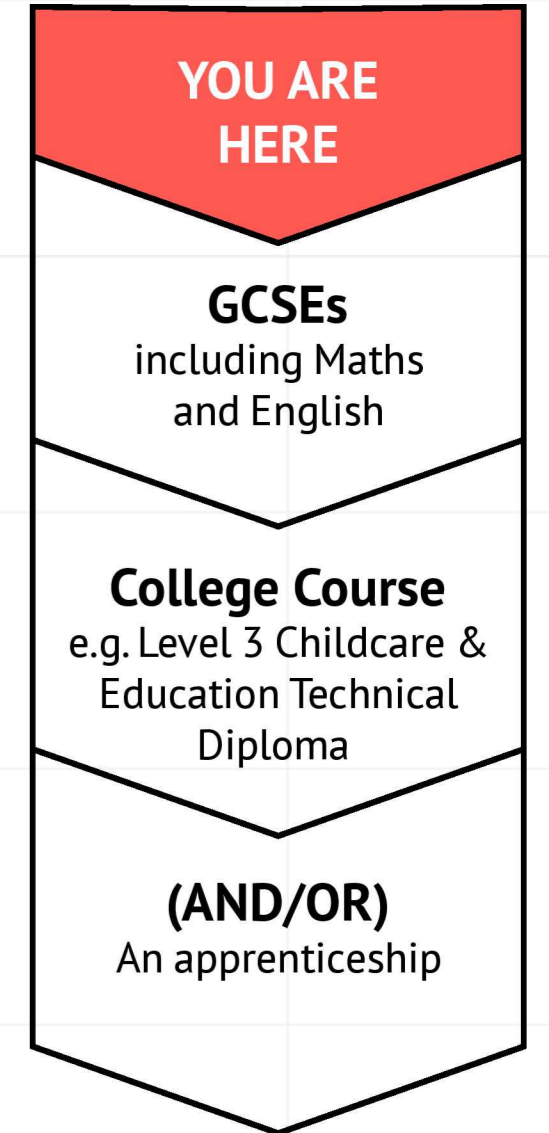 YOU ARE
HERE
GCSEs
including Maths
and English
College Course
e.g. Level 3 Childcare &
Education Technical
Diploma
(AND/OR)
An apprenticeship